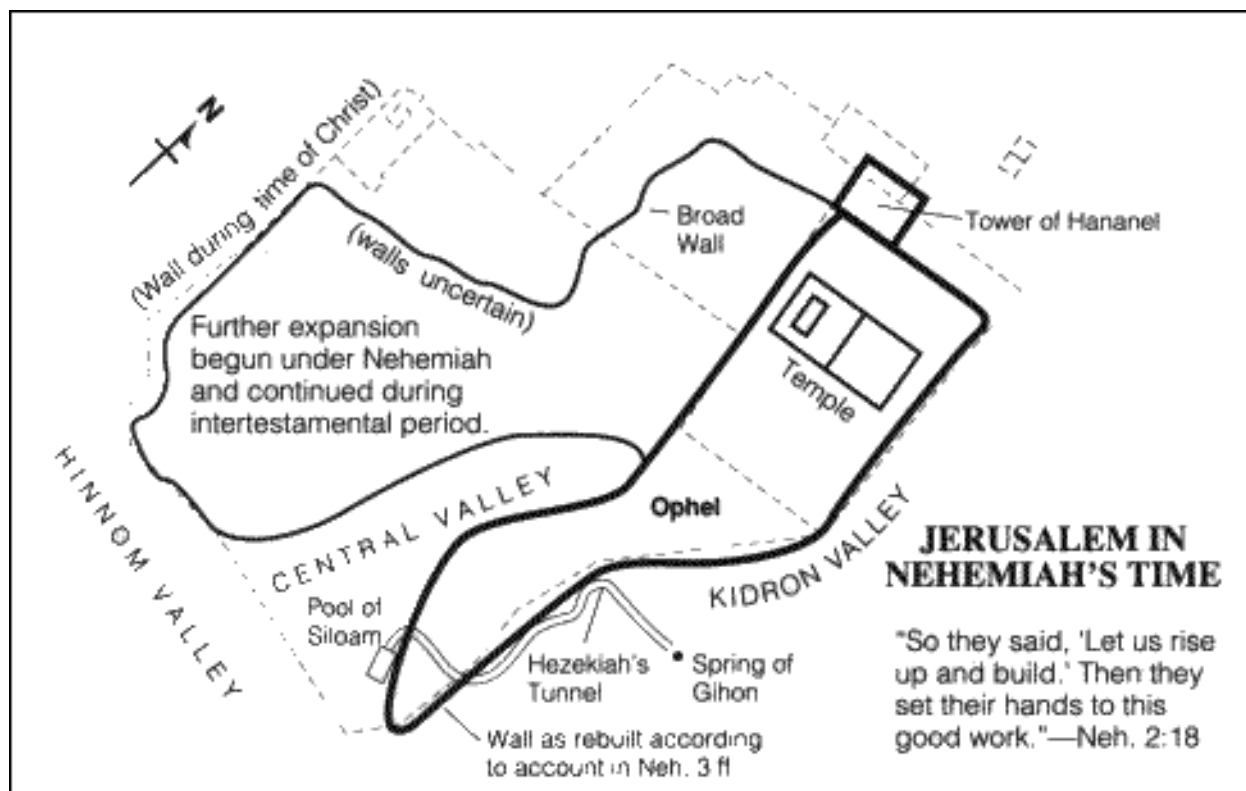 N
(Wall during time of Christ)
(walls uncertain)
Broad
Wall
Tower of Hananel
Further expansion
begun under Nehemiah
and continued during
intertestamental period.
Temple
HINNOM VALLEY
CENTRAL VALLEY
Ophel
KIDRON VALLEY
Pool of
Siloam
Hezekiah's
Tunnel
Spring of
Gihon
Wall as rebuilt according
to account in Neh. 3 ff
JERUSALEM IN
NEHEMIAH'S TIME
"So they said, 'Let us rise
up and build.' Then they
set their hands to this
good work."—Neh. 2:18